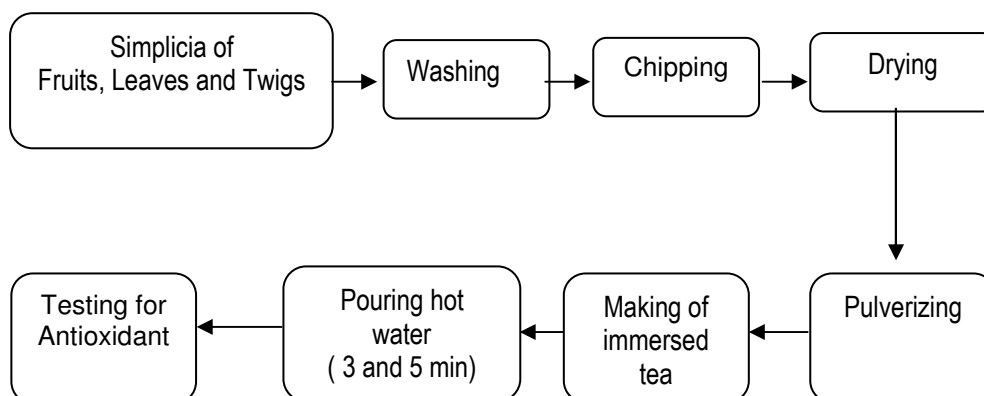 Simplicia of
Fruits, Leaves and Twigs
Washing
Chipping
Drying
Pulverizing
Making of
immersed
tea
Pouring hot
water
( 3 and 5 min)
Testing for
Antioxidant